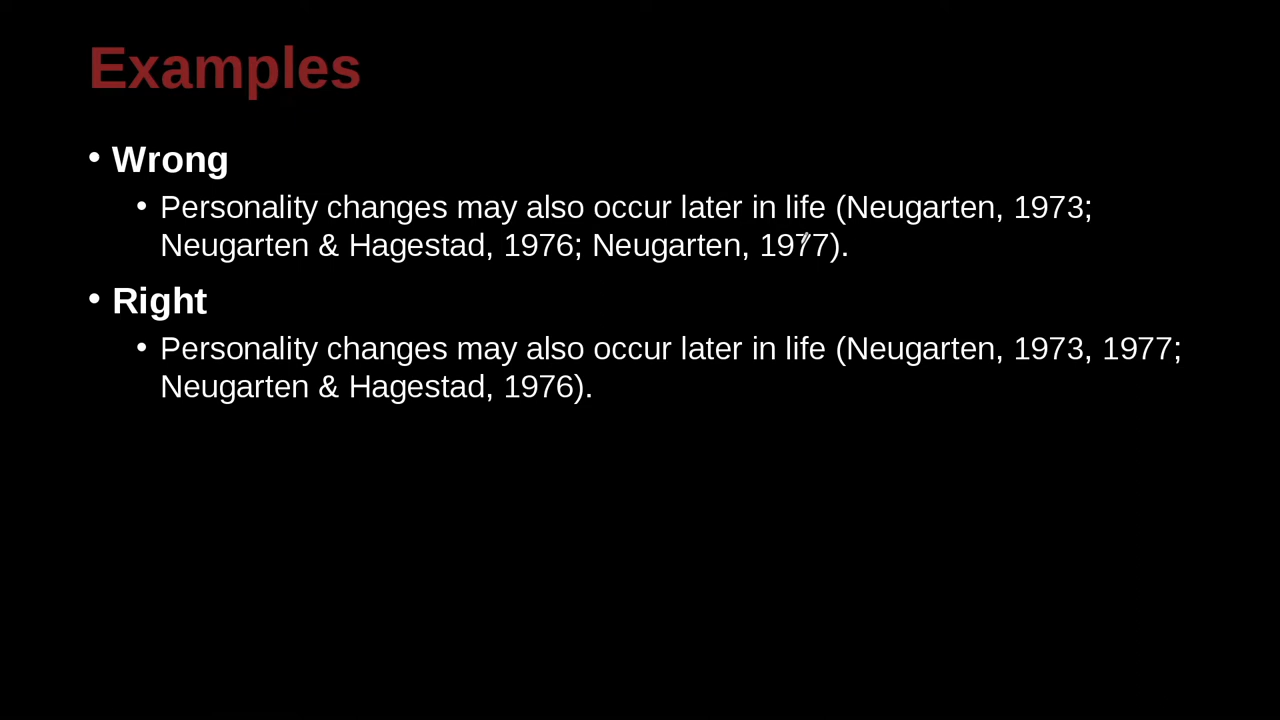 Examples
• Wrong
• Personality changes may also occur later in life (Neugarten, 1973;
Neugarten & Hagestad, 1976; Neugarten, 1977).
• Right
• Personality changes may also occur later in life (Neugarten, 1973, 1977;
Neugarten & Hagestad, 1976).